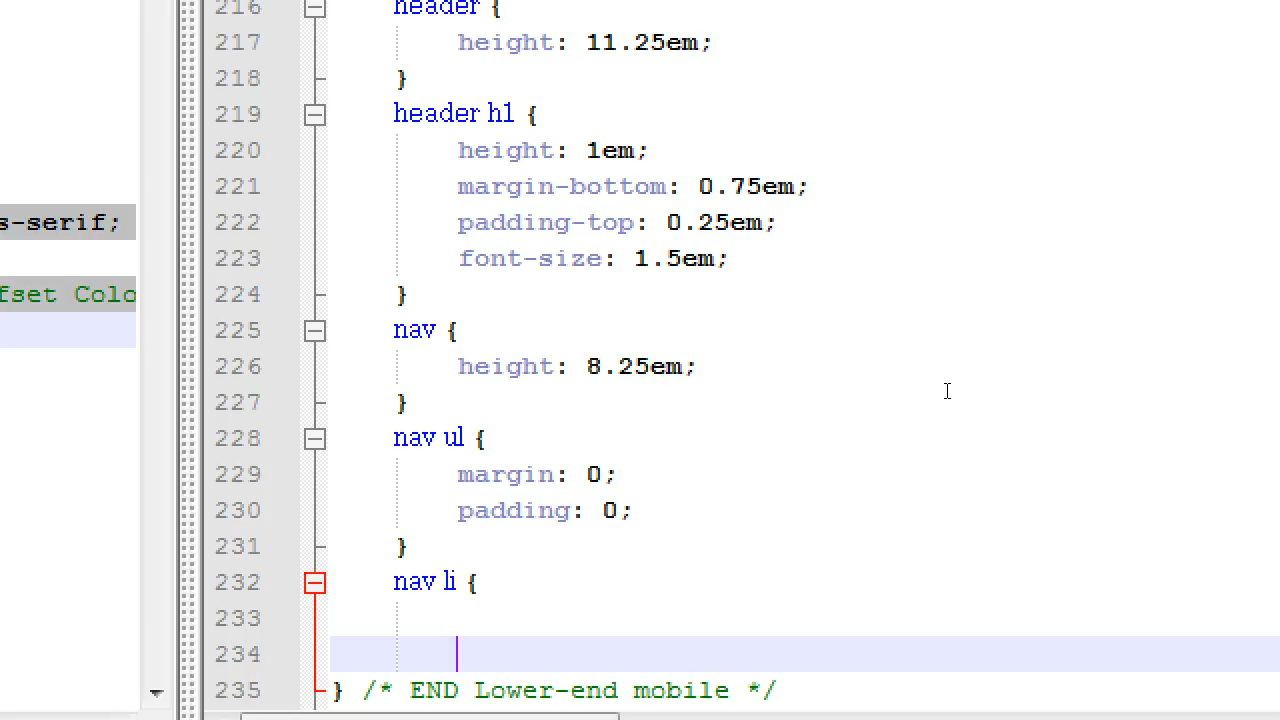 216 header {
217 height: 11.25em;
218 }
219 header h1 {
220 height: 1em;
221 margin-bottom: 0.75em;
s-serif; 222 padding-top: 0.25em;
223 font-size: 1.5em;
fset Colo 224 }
225 nav {
226 height: 8.25em;
227 }
228 nav ul {
229 margin: 0;
230 padding: 0;
231 }
232 nav li {
233
234
235 } /* END Lower-end mobile */